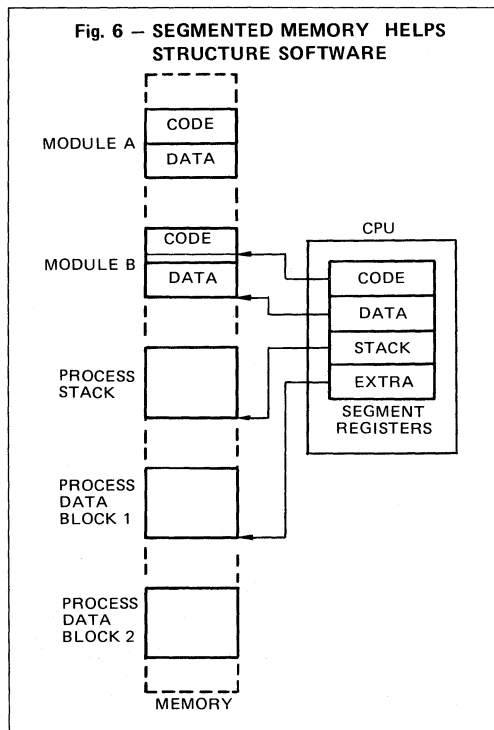 Fig. 6 — SEGMENTED MEMORY HELPS
STRUCTURE SOFTWARE
MODULE A
CODE
DATA
MODULE B
CODE
DATA
PROCESS
STACK
PROCESS
DATA
BLOCK 1
PROCESS
DATA
BLOCK 2
MEMORY
CPU
CODE
DATA
STACK
EXTRA
SEGMENT
REGISTERS